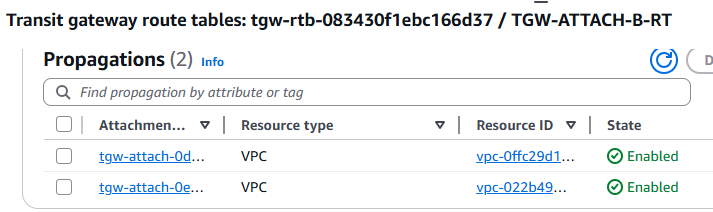 Transit gateway route tables: tgw-rtb-083430f1ebc166d37 / TGW-ATTACH-B-RT
Propagations (2) Info
D
Find propagation by attribute or tag
Attachmen... Resource type Resource ID State
tgw-attach-0d... VPC vpc-0ffc29d1... Enabled
tgw-attach-0e... VPC vpc-022b49... Enabled